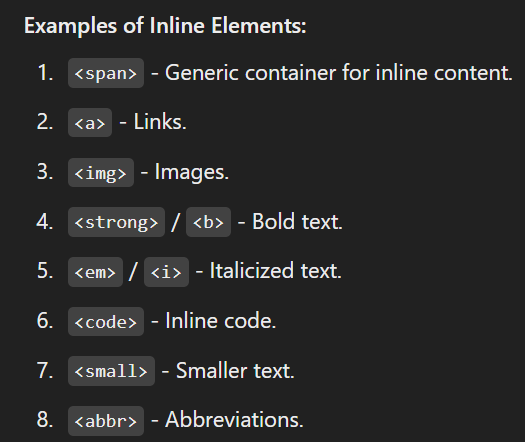 Examples of Inline Elements:
1. <span> - Generic container for inline content.
2. <a> - Links.
3. <img> - Images.
4. <strong> / <b> - Bold text.
5. <em> / <i> - Italicized text.
6. <code> - Inline code.
7. <small> - Smaller text.
8. <abbr> - Abbreviations.